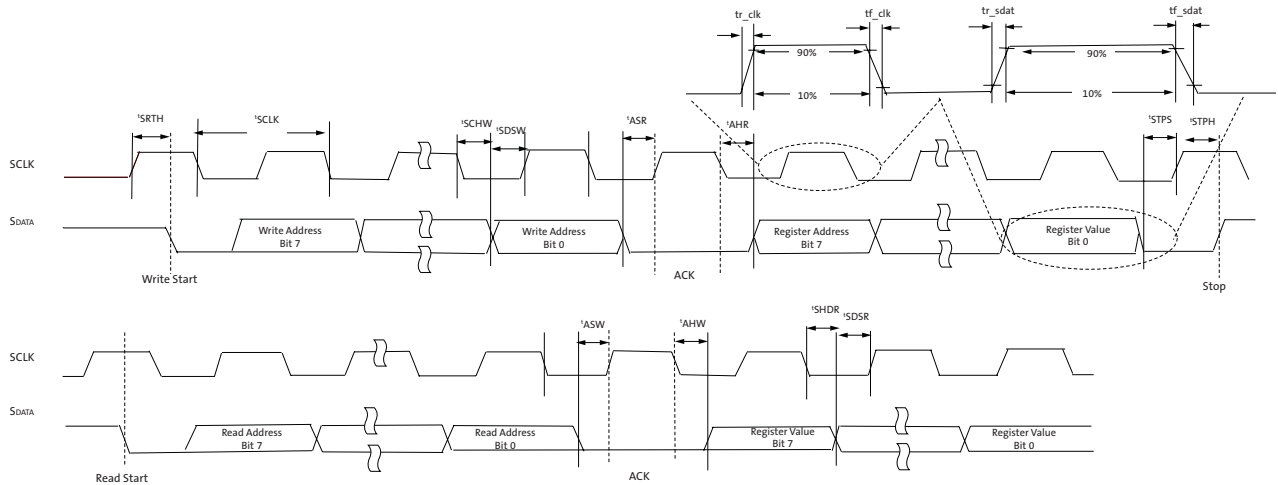 tr_clk
tf_clk
tr_sdat
tf_sdat
90%
90%
10%
10%
tSRTH
tSCLK
tSCHW
tSDSW
tASR
tAHR
tSTPS
tSTPH
SCLK
SDATA
Write Address
Bit 7
Write Address
Bit 0
Register Address
Bit 7
Register Value
Bit 0
Write Start
ACK
Stop
tASW
tAHW
tSHDR
tSDSR
SCLK
SDATA
Read Address
Bit 7
Read Address
Bit 0
Register Value
Bit 7
Register Value
Bit 0
Read Start
ACK